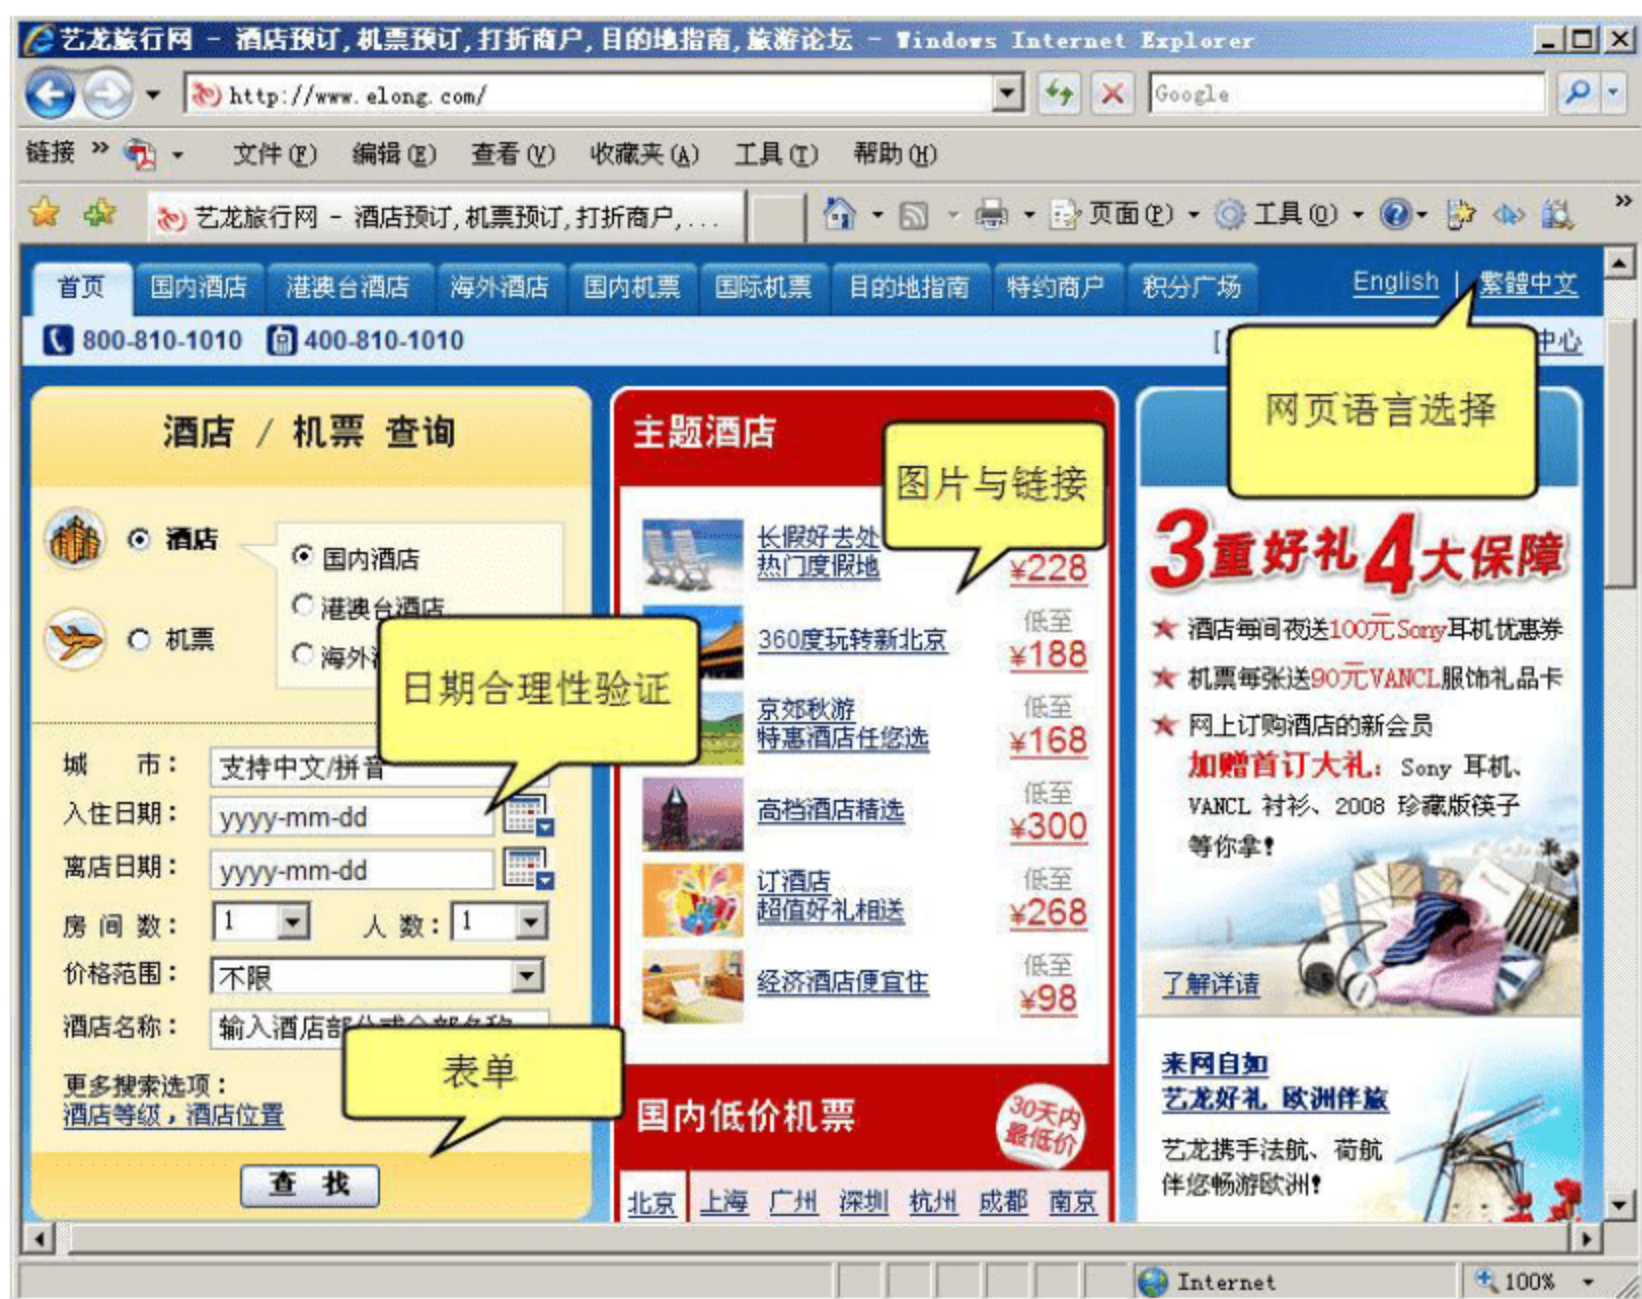 艺龙旅行网 - 酒店预订,机票预订,打折商户,目的地指南,旅游论坛 - Windows Internet Explorer
http://www.elong.com/
Google
链接 » 文件(F) 编辑(E) 查看(V) 收藏夹(A) 工具(T) 帮助(H)
艺龙旅行网 - 酒店预订,机票预订,打折商户,... 页面(P) 工具(O) »
首页 国内酒店 港澳台酒店 海外酒店 国内机票 国际机票 目的地指南 特约商户 积分广场 English | 繁體中文
800-810-1010 400-810-1010 [ 中心
网页语言选择
酒店 / 机票 查询
酒店
国内酒店
港澳台酒店
机票
海外
日期合理性验证
城 市: 支持中文/拼音
入住日期: yyyy-mm-dd
离店日期: yyyy-mm-dd
房 间 数: 1 人 数: 1
价格范围: 不限
酒店名称: 输入酒店部分或全部名称
更多搜索选项:
酒店等级,酒店位置
表单
查 找
主题酒店
图片与链接
长假好去处
热门度假地
¥228
360度玩转新北京
低至
¥188
京郊秋游
特惠酒店任您选
低至
¥168
高档酒店精选
低至
¥300
订酒店
超值好礼相送
低至
¥268
经济酒店便宜住
低至
¥98
国内低价机票
30天内
最低价
北京 上海 广州 深圳 杭州 成都 南京
3重好礼4大保障
★ 酒店每间夜送100元Sony耳机优惠券
★ 机票每张送90元VANCL服饰礼品卡
★ 网上订购酒店的新会员
加赠首订大礼: Sony 耳机、
VANCL 衬衫、2008 珍藏版筷子
等你拿!
了解详请
来网自如
艺龙好礼 欧洲伴旅
艺龙携手法航、荷航
伴您畅游欧洲!
Internet 100%